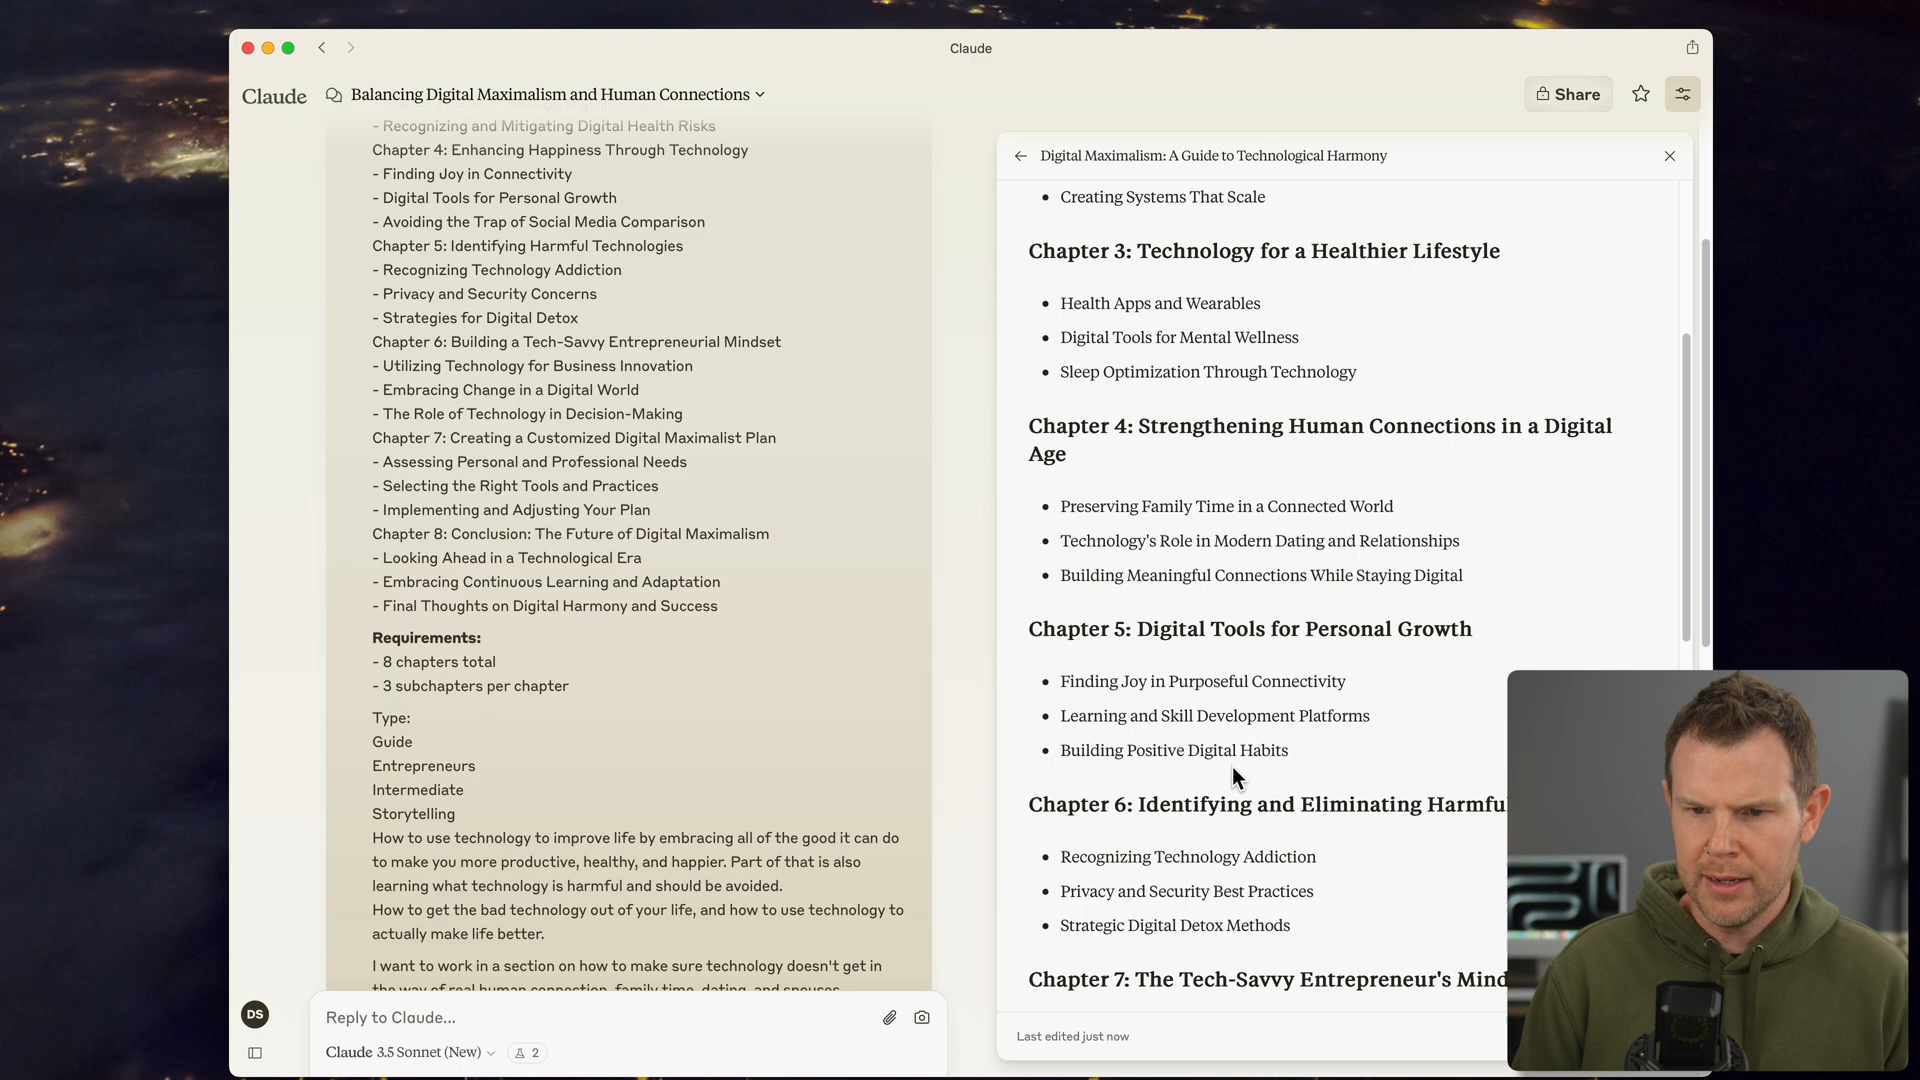 Claude
Claude
Balancing Digital Maximalism and Human Connections
Share
- Recognizing and Mitigating Digital Health Risks
Chapter 4: Enhancing Happiness Through Technology
- Finding Joy in Connectivity
- Digital Tools for Personal Growth
- Avoiding the Trap of Social Media Comparison
Chapter 5: Identifying Harmful Technologies
- Recognizing Technology Addiction
- Privacy and Security Concerns
- Strategies for Digital Detox
Chapter 6: Building a Tech-Savvy Entrepreneurial Mindset
- Utilizing Technology for Business Innovation
- Embracing Change in a Digital World
- The Role of Technology in Decision-Making
Chapter 7: Creating a Customized Digital Maximalist Plan
- Assessing Personal and Professional Needs
- Selecting the Right Tools and Practices
- Implementing and Adjusting Your Plan
Chapter 8: Conclusion: The Future of Digital Maximalism
- Looking Ahead in a Technological Era
- Embracing Continuous Learning and Adaptation
- Final Thoughts on Digital Harmony and Success
Requirements:
- 8 chapters total
- 3 subchapters per chapter
Type:
Guide
Entrepreneurs
Intermediate
Storytelling
How to use technology to improve life by embracing all of the good it can do
to make you more productive, healthy, and happier. Part of that is also
learning what technology is harmful and should be avoided.
How to get the bad technology out of your life, and how to use technology to
actually make life better.
I want to work in a section on how to make sure technology doesn't get in
the way of real human connection, family time, dating, and spouses
DS
Reply to Claude...
Claude 3.5 Sonnet (New)
2
Digital Maximalism: A Guide to Technological Harmony
• Creating Systems That Scale
Chapter 3: Technology for a Healthier Lifestyle
• Health Apps and Wearables
• Digital Tools for Mental Wellness
• Sleep Optimization Through Technology
Chapter 4: Strengthening Human Connections in a Digital
Age
• Preserving Family Time in a Connected World
• Technology's Role in Modern Dating and Relationships
• Building Meaningful Connections While Staying Digital
Chapter 5: Digital Tools for Personal Growth
• Finding Joy in Purposeful Connectivity
• Learning and Skill Development Platforms
• Building Positive Digital Habits
Chapter 6: Identifying and Eliminating Harmfu
• Recognizing Technology Addiction
• Privacy and Security Best Practices
• Strategic Digital Detox Methods
Chapter 7: The Tech-Savvy Entrepreneur's Mind
Last edited just now